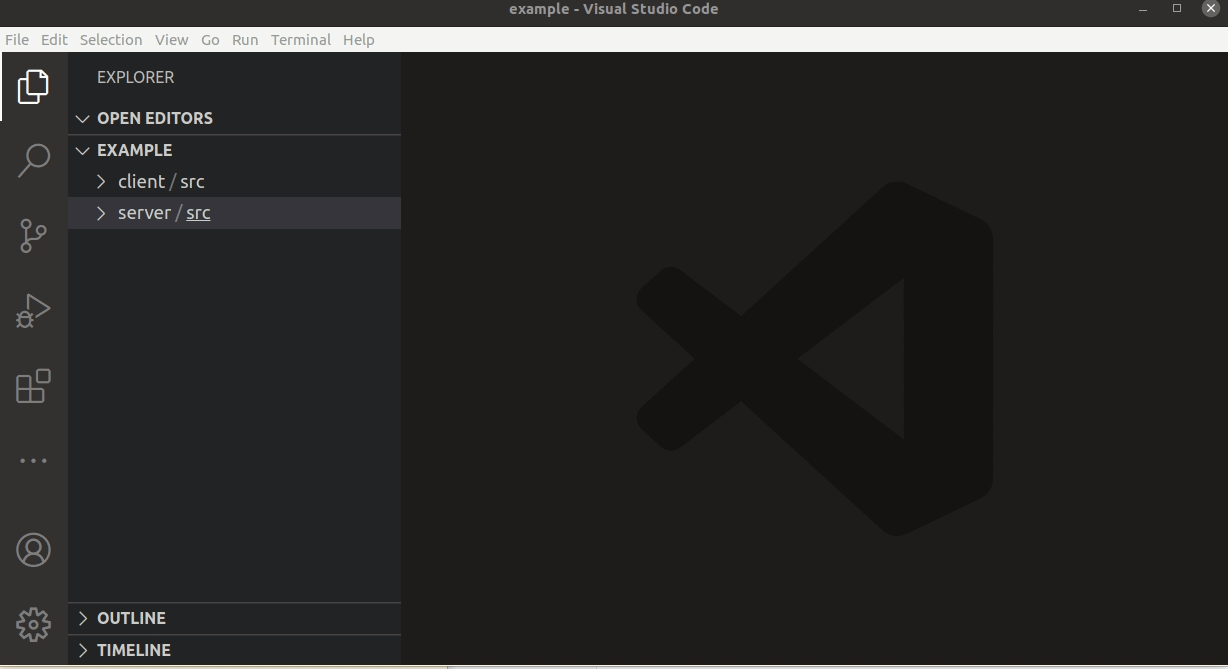 example - Visual Studio Code
File Edit Selection View Go Run Terminal Help
EXPLORER
OPEN EDITORS
EXAMPLE
client / src
server / src
OUTLINE
TIMELINE